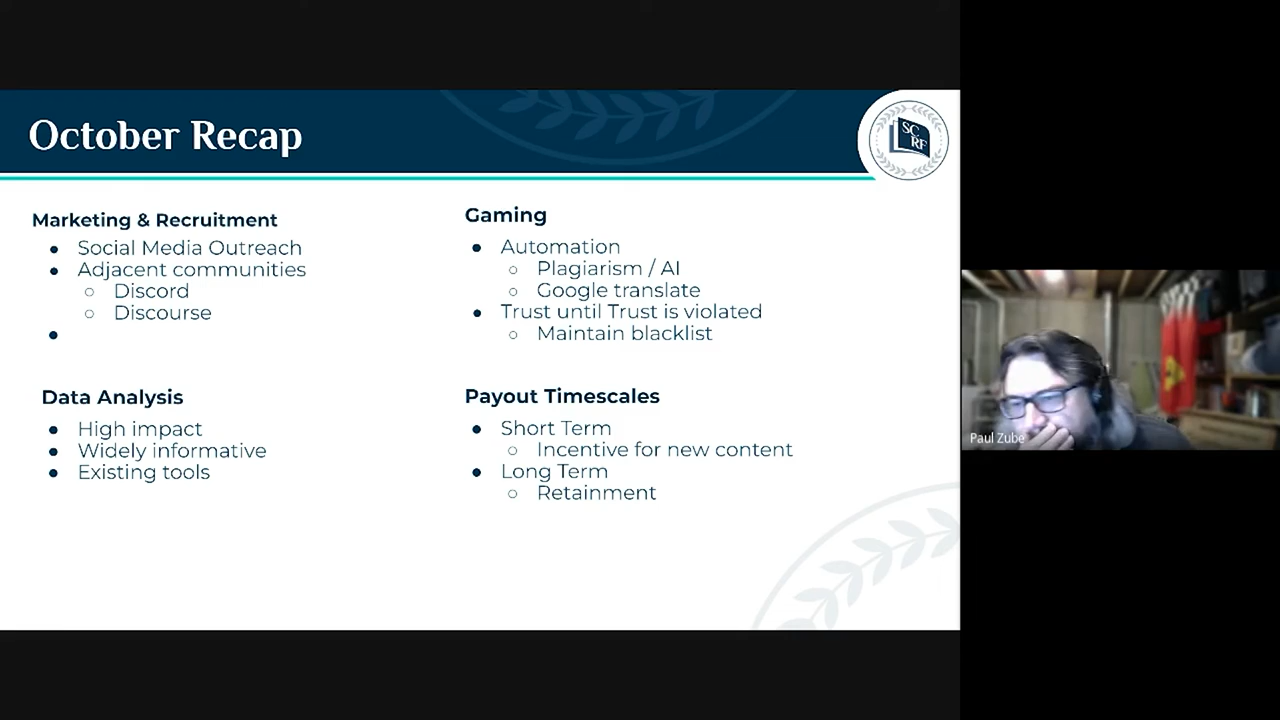 October Recap
SC
RF
Marketing & Recruitment
● Social Media Outreach
● Adjacent communities
○ Discord
○ Discourse
●
Gaming
● Automation
○ Plagiarism / AI
○ Google translate
● Trust until Trust is violated
○ Maintain blacklist
Data Analysis
● High impact
● Widely informative
● Existing tools
Payout Timescales
● Short Term
○ Incentive for new content
● Long Term
○ Retainment
Paul Zube